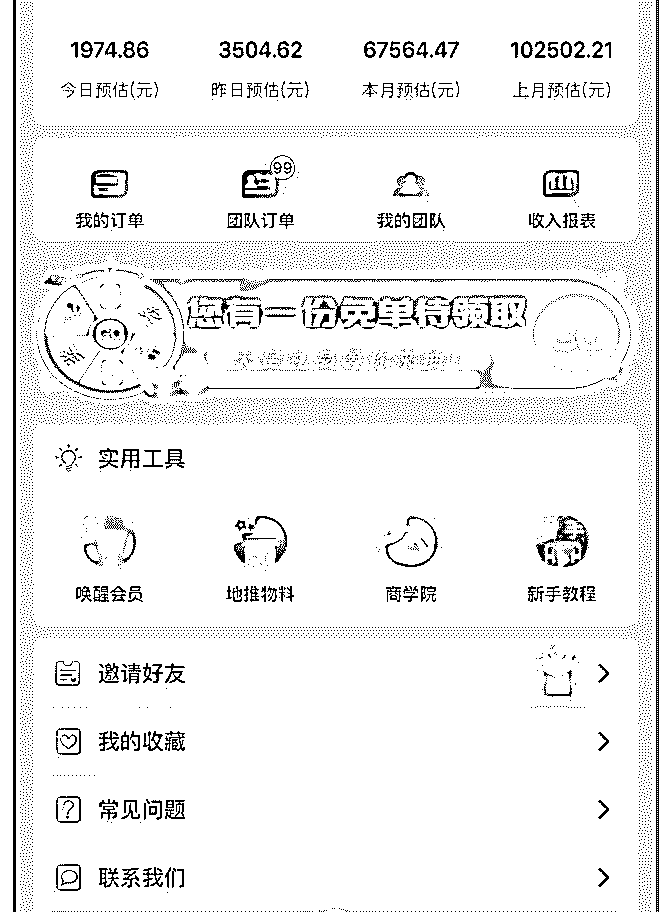 1974.86 3504.62 67564.47 102502.21
今日预估(元) 昨日预估(元) 本月预估(元) 上月预估(元)
99
我的订单 团队订单 我的团队 收入报表
您有一份免单待领取
实用工具
唤醒会员 地推物料 商学院 新手教程
邀请好友
我的收藏
常见问题
联系我们